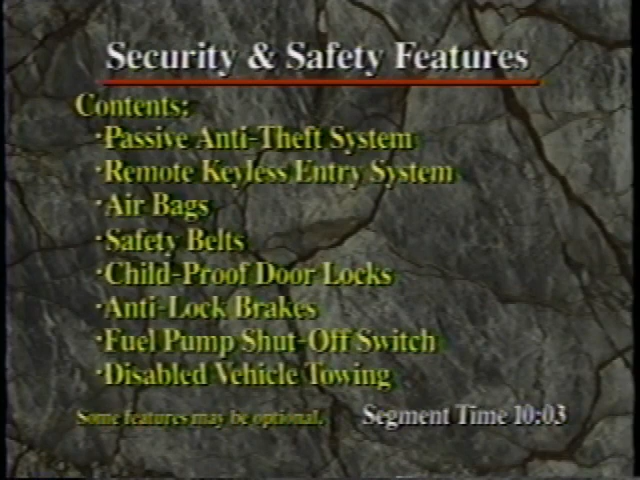 Security & Safety Features
Contents:
·Passive Anti-Theft System
·Remote Keyless Entry System
·Air Bags
·Safety Belts
·Child-Proof Door Locks
·Anti-Lock Brakes
·Fuel Pump Shut-Off Switch
·Disabled Vehicle Towing
Some features may be optional. Segment Time 10:03